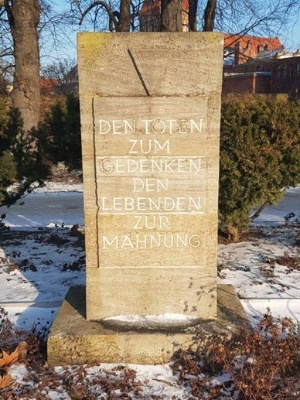 DEN TOTEN
ZUM
GEDENKEN
DEN
LEBENDEN
ZUR
MAHNUNG